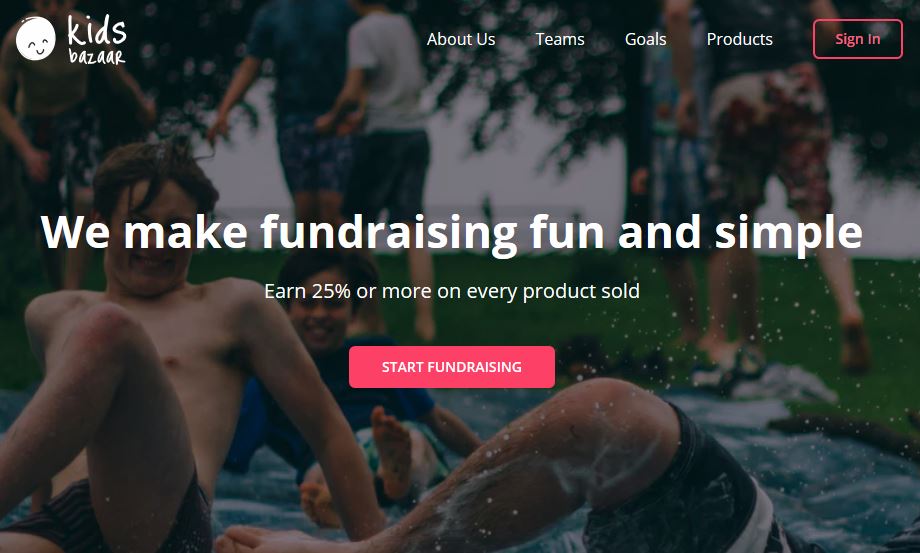 kids
bazaar
About Us
Teams
Goals
Products
Sign In
We make fundraising fun and simple
Earn 25% or more on every product sold
START FUNDRAISING